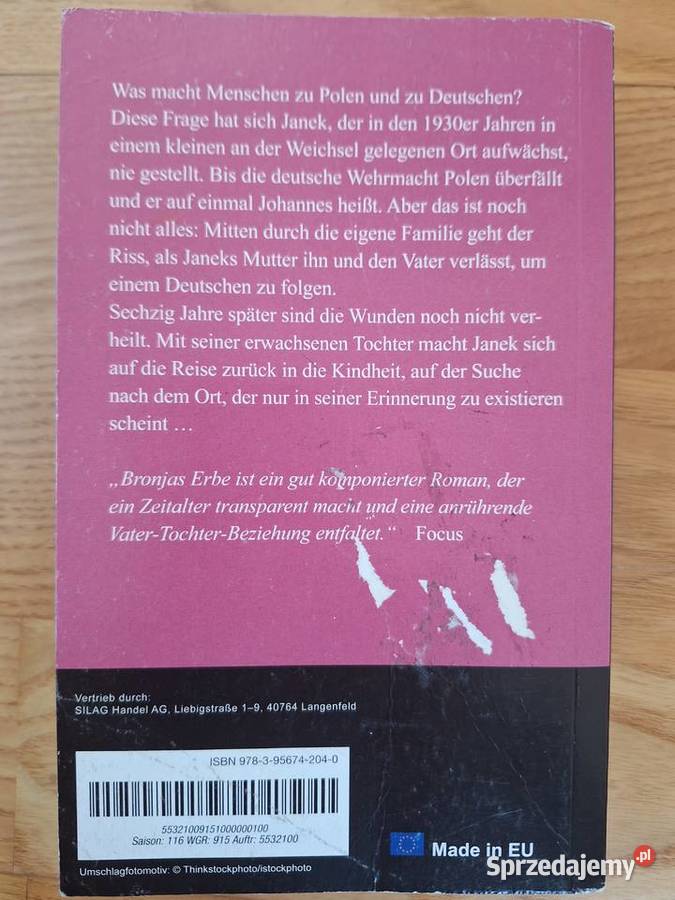 Was macht Menschen zu Polen und zu Deutschen?
Diese Frage hat sich Janek, der in den 1930er Jahren in
einem kleinen an der Weichsel gelegenen Ort aufwächst,
nie gestellt. Bis die deutsche Wehrmacht Polen überfällt
und er auf einmal Johannes heißt. Aber das ist noch
nicht alles: Mitten durch die eigene Familie geht der
Riss, als Janeks Mutter ihn und den Vater verlässt, um
einem Deutschen zu folgen.
Sechzig Jahre später sind die Wunden noch nicht ver-
heilt. Mit seiner erwachsenen Tochter macht Janek sich
auf die Reise zurück in die Kindheit, auf der Suche
nach dem Ort, der nur in seiner Erinnerung zu existieren
scheint …
„Bronjas Erbe ist ein gut komponierter Roman, der
ein Zeitalter transparent macht und eine anrührende
Vater-Tochter-Beziehung entfaltet.“ Focus
Vertrieb durch:
SILAG Handel AG, Liebigstraße 1–9, 40764 Langenfeld
ISBN 978-3-95674-204-0
55321009151000000100
Saison: 116 WGR: 915 Auftr: 5532100
Made in EU
Umschlagfotomotiv: © Thinkstockphoto/istockphoto
Sprzedajemy.pl